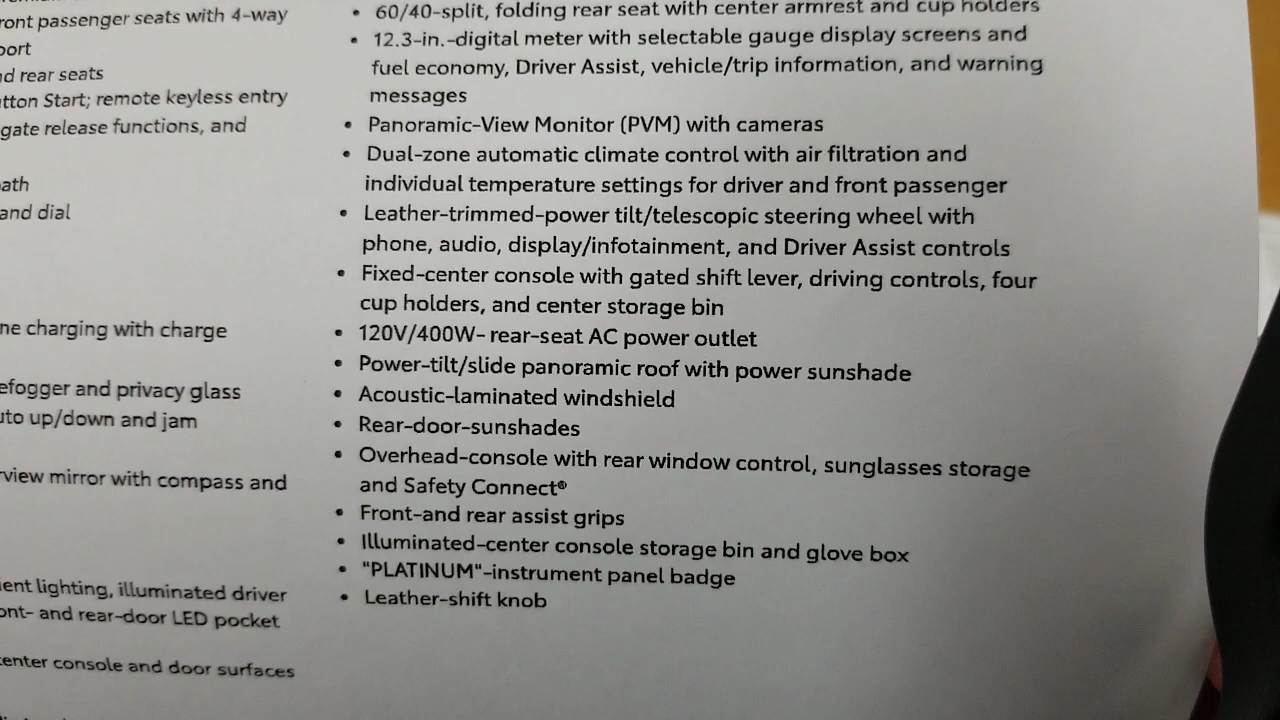 ront passenger seats with 4-way
port
nd rear seats
tton Start; remote keyless entry
gate release functions, and
ath
and dial
ne charging with charge
efogger and privacy glass
uto up/down and jam
rview mirror with compass and
ient lighting, illuminated driver
ont- and rear-door LED pocket
center console and door surfaces
• 60/40-split, folding rear seat with center armrest and cup holders
• 12.3-in.-digital meter with selectable gauge display screens and
fuel economy, Driver Assist, vehicle/trip information, and warning
messages
• Panoramic-View Monitor (PVM) with cameras
• Dual-zone automatic climate control with air filtration and
individual temperature settings for driver and front passenger
• Leather-trimmed-power tilt/telescopic steering wheel with
phone, audio, display/infotainment, and Driver Assist controls
• Fixed-center console with gated shift lever, driving controls, four
cup holders, and center storage bin
• 120V/400W- rear-seat AC power outlet
• Power-tilt/slide panoramic roof with power sunshade
• Acoustic-laminated windshield
• Rear-door-sunshades
• Overhead-console with rear window control, sunglasses storage
and Safety Connect®
• Front-and rear assist grips
• Illuminated-center console storage bin and glove box
• "PLATINUM"-instrument panel badge
• Leather-shift knob